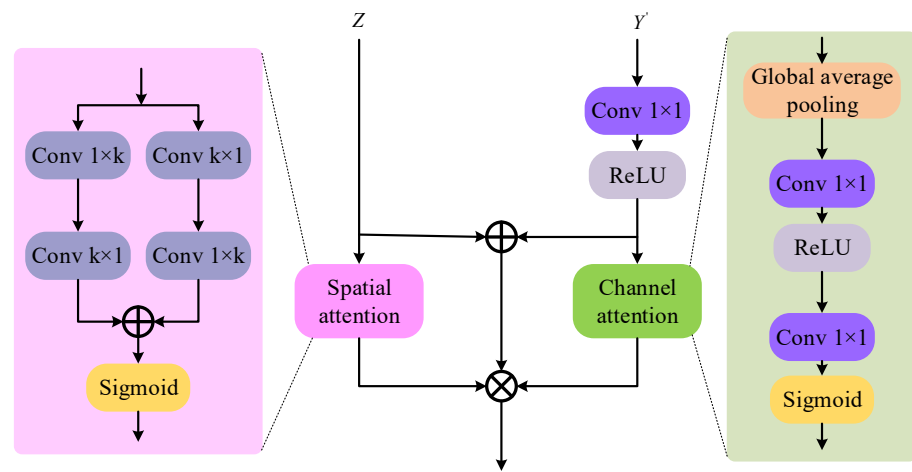 Z
Y'
Conv 1×k
Conv k×1
Conv k×1
Conv 1×k
Sigmoid
Conv 1×1
ReLU
Spatial
attention
Channel
attention
Global average
pooling
Conv 1×1
ReLU
Conv 1×1
Sigmoid